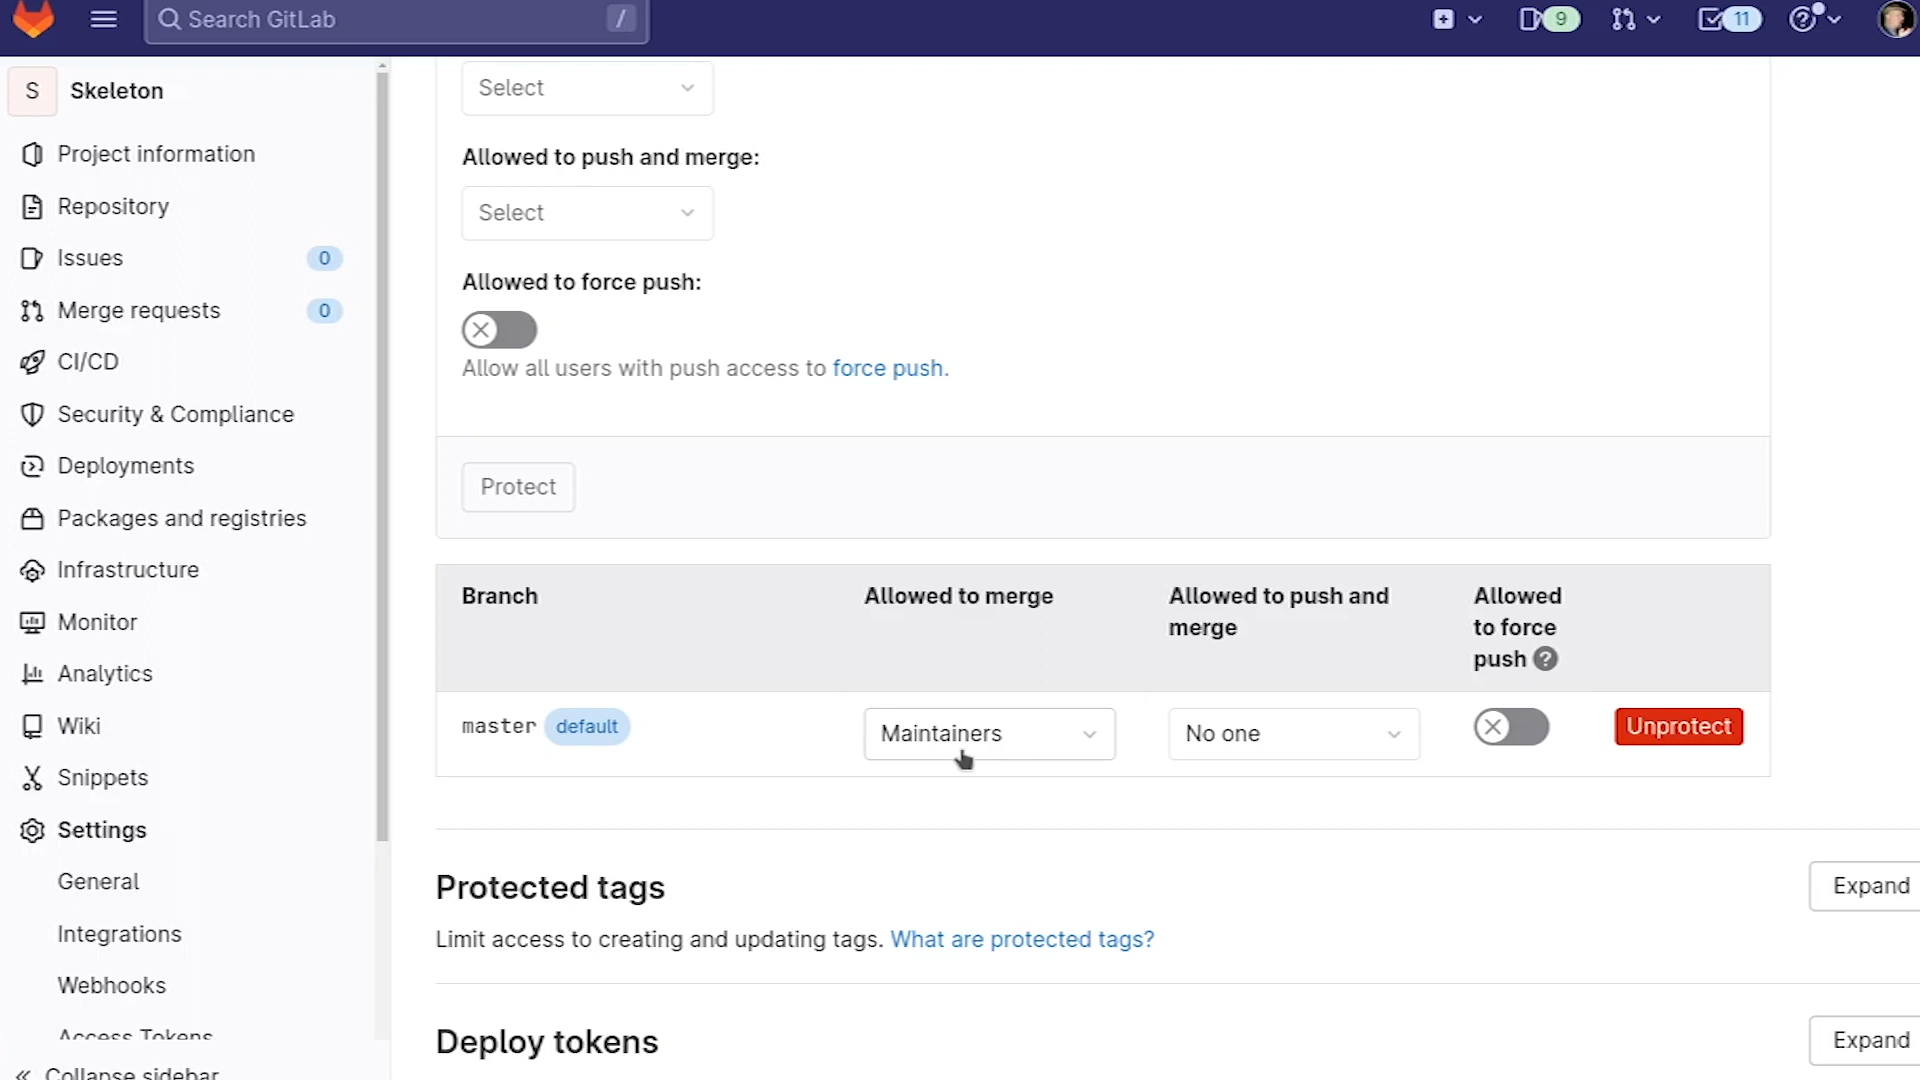 Search GitLab
/
9
11
S
Skeleton
Project information
Repository
Issues
0
Merge requests
0
CI/CD
Security & Compliance
Deployments
Packages and registries
Infrastructure
Monitor
Analytics
Wiki
Snippets
Settings
General
Integrations
Webhooks
Access Tokens
Collapse sidebar
Select
Allowed to push and merge:
Select
Allowed to force push:
Allow all users with push access to force push.
Protect
Branch
Allowed to merge
Allowed to push and
merge
Allowed
to force
push ?
master default
Maintainers
No one
Unprotect
Protected tags
Expand
Limit access to creating and updating tags. What are protected tags?
Deploy tokens
Expand